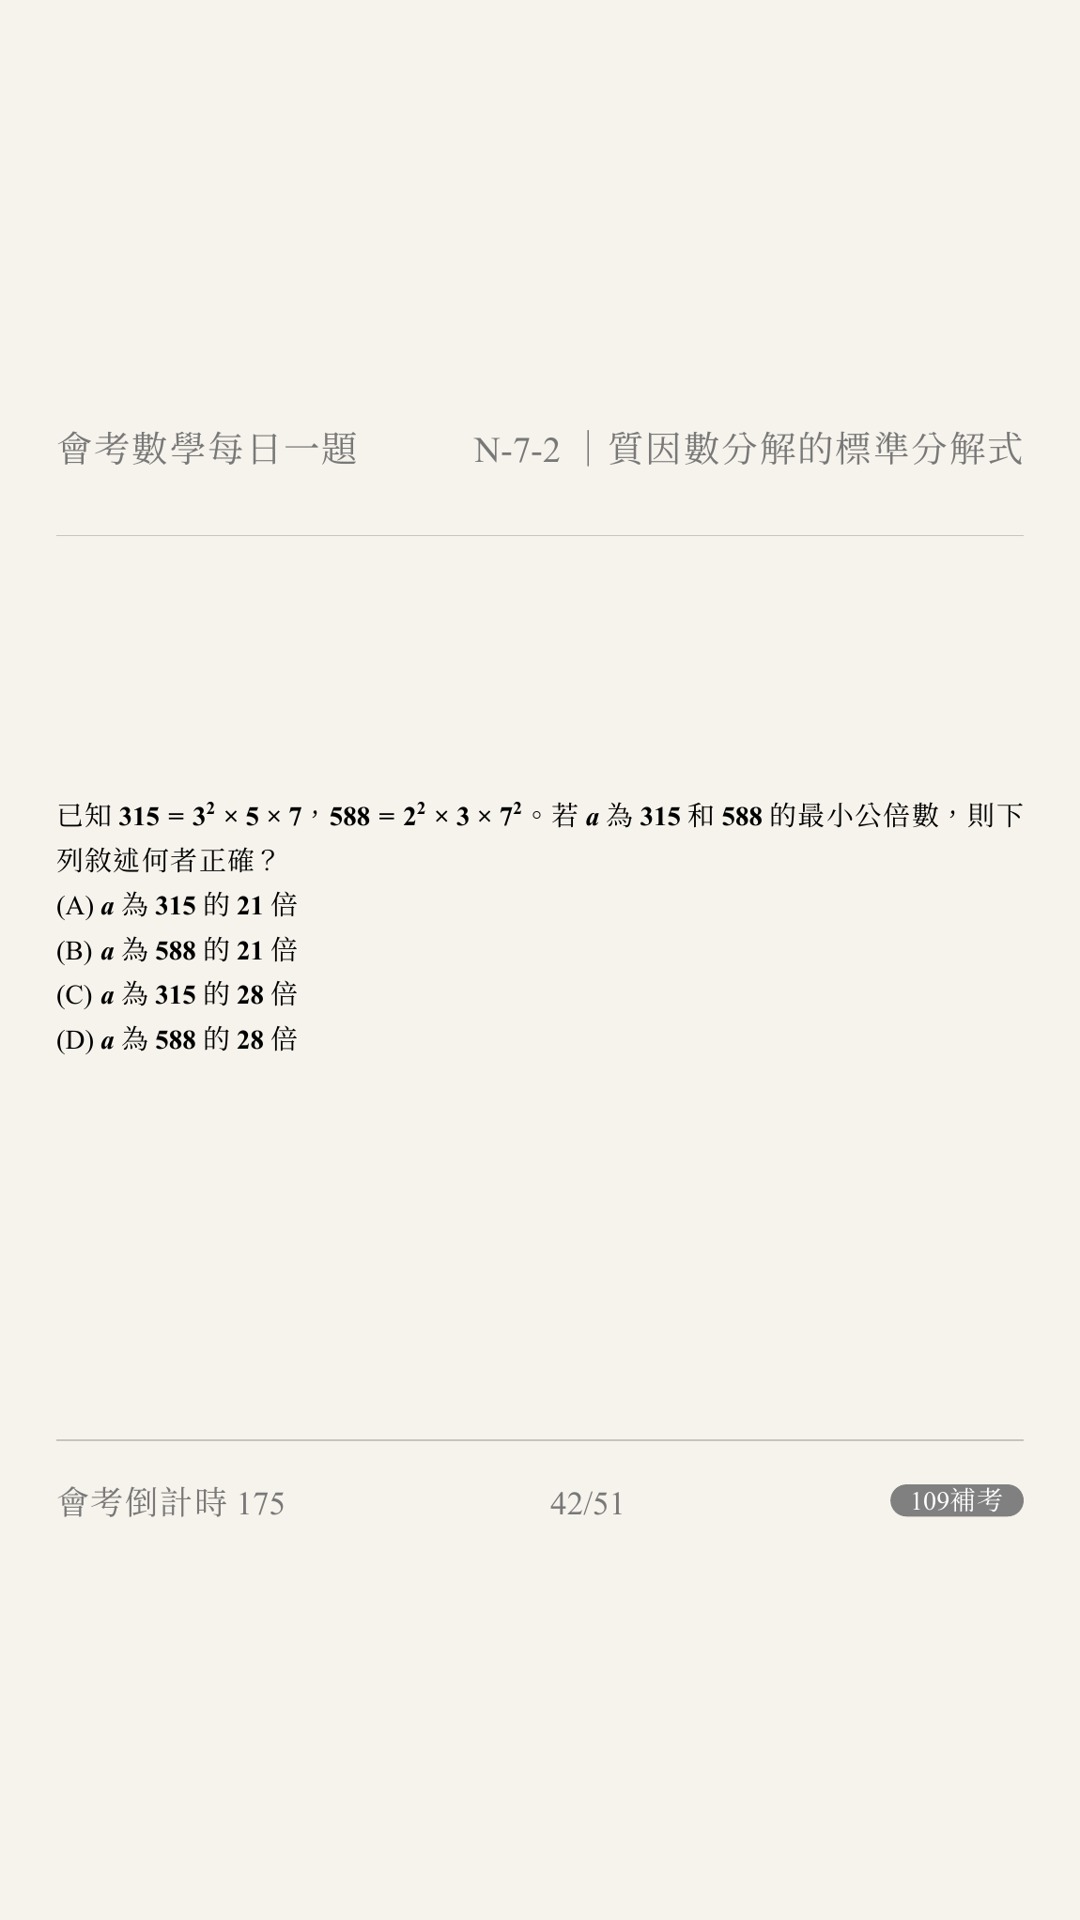 會考數學每日一題
N-7-2｜質因數分解的標準分解式
已知 315 = 3² × 5 × 7，588 = 2² × 3 × 7²。若 a 為 315 和 588 的最小公倍數，則下
列敘述何者正確？
(A) a 為 315 的 21 倍
(B) a 為 588 的 21 倍
(C) a 為 315 的 28 倍
(D) a 為 588 的 28 倍
會考倒計時 175
42/51
109補考